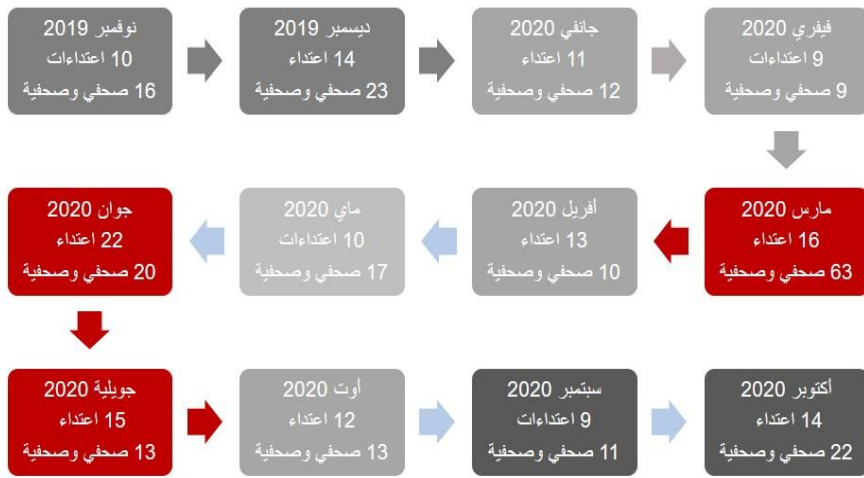 نوفمبر 2019
10 اعتداءات
16 صحفي وصحفية
ديسمبر 2019
14 اعتداء
23 صحفي وصحفية
جانفي 2020
11 اعتداء
12 صحفي وصحفية
فيفري 2020
9 اعتداءات
9 صحفي وصحفية
مارس 2020
16 اعتداء
63 صحفي وصحفية
أفريل 2020
13 اعتداء
10 صحفي وصحفية
ماي 2020
10 اعتداءات
17 صحفي وصحفية
جوان 2020
22 اعتداء
20 صحفي وصحفية
جويلية 2020
15 اعتداء
13 صحفي وصحفية
أوت 2020
12 اعتداء
13 صحفي وصحفية
سبتمبر 2020
9 اعتداءات
11 صحفي وصحفية
أكتوبر 2020
14 اعتداء
22 صحفي وصحفية